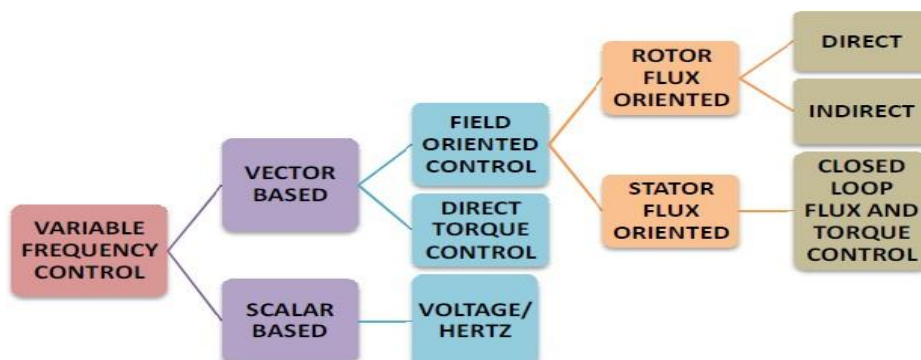 VARIABLE
FREQUENCY
CONTROL
VECTOR
BASED
FIELD
ORIENTED
CONTROL
ROTOR
FLUX
ORIENTED
DIRECT
INDIRECT
STATOR
FLUX
ORIENTED
CLOSED
LOOP
FLUX AND
TORQUE
CONTROL
DIRECT
TORQUE
CONTROL
SCALAR
BASED
VOLTAGE/
HERTZ